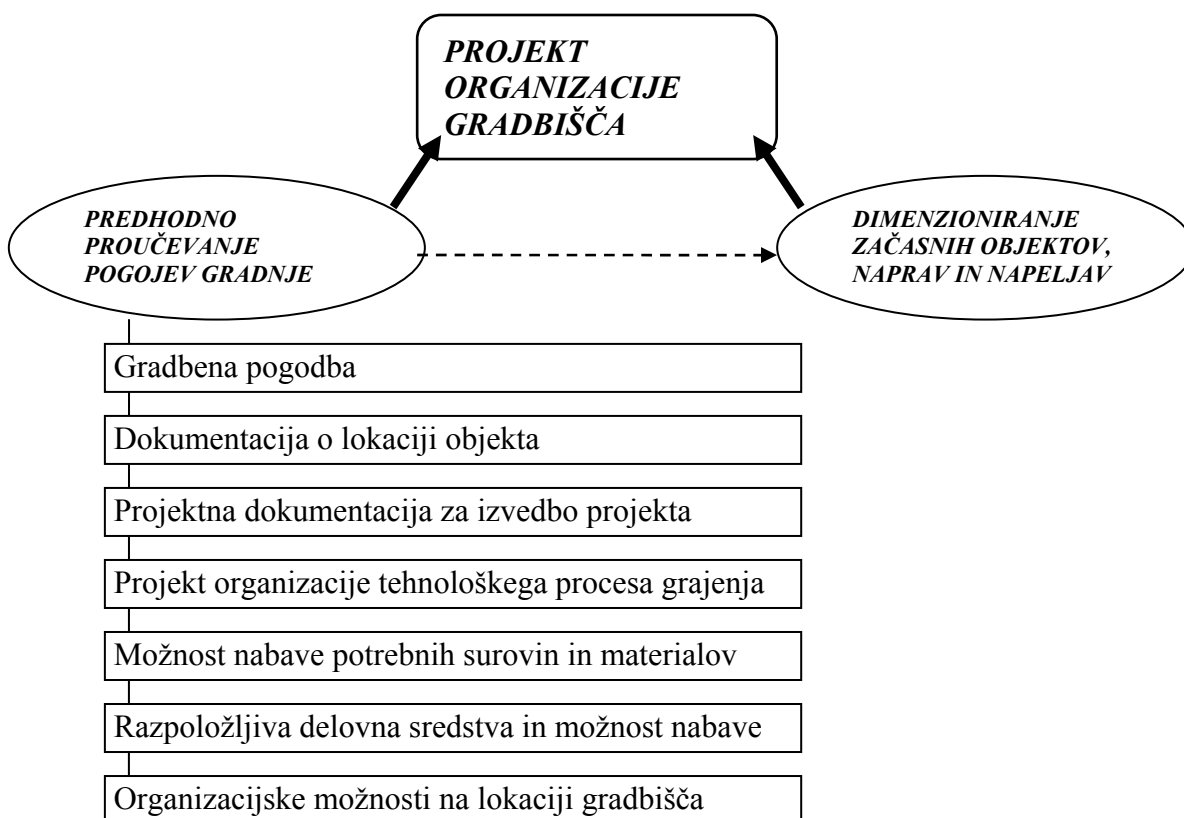 PROJEKT
ORGANIZACIJE
GRADBIŠČA
PREDHODNO
PROUČEVANJE
POGOJEV GRADNJE
DIMENZIONIRANJE
ZAČASNIH OBJEKTOV,
NAPRAV IN NAPELJAV
Gradbena pogodba
Dokumentacija o lokaciji objekta
Projektna dokumentacija za izvedbo projekta
Projekt organizacije tehnološkega procesa grajenja
Možnost nabave potrebnih surovin in materialov
Razpoložljiva delovna sredstva in možnost nabave
Organizacijske možnosti na lokaciji gradbišča